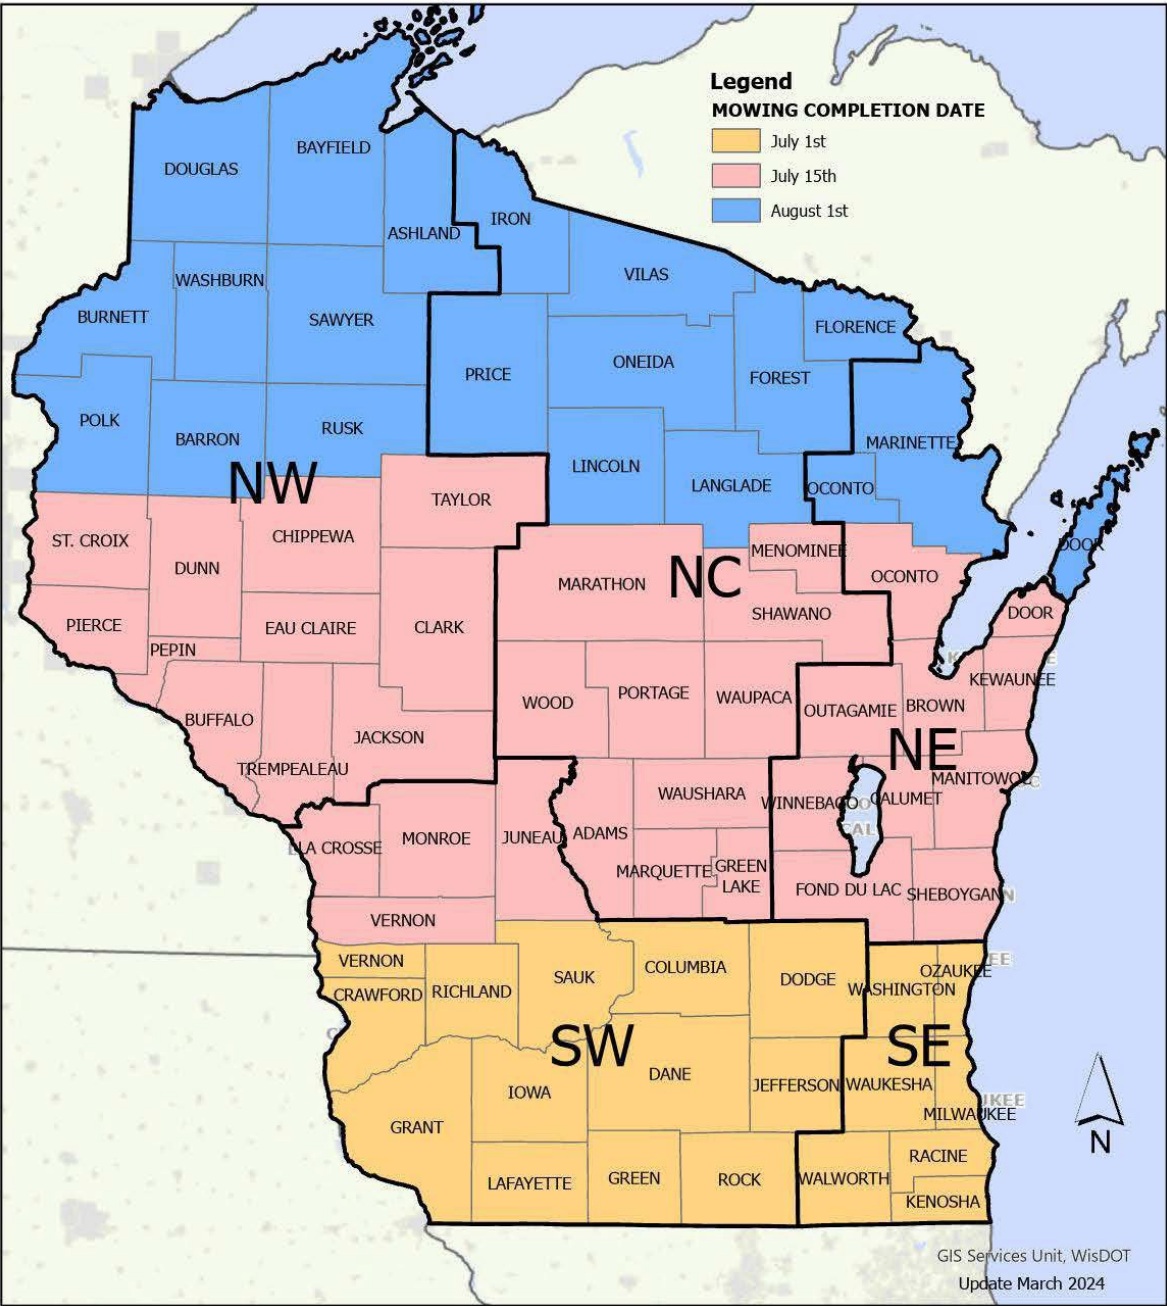 Legend
MOWING COMPLETION DATE
July 1st
July 15th
August 1st
BAYFIELD
DOUGLAS
IRON
ASHLAND
VILAS
WASHBURN
BURNETT
SAWYER
FLORENCE
ONEIDA
PRICE
FOREST
POLK
RUSK
BARRON
MARINETTE
LINCOLN
NW
LANGLADE
OCONTO
TAYLOR
CHIPPEWA
ST. CROIX
DOOR
MENOMINEE
DUNN
NC
MARATHON
OCONTO
SHAWANO
DOOR
PIERCE
EAU CLAIRE
CLARK
PEPIN
KEWAUNEE
PORTAGE
WAUPACA
WOOD
BROWN
OUTAGAMIE
BUFFALO
JACKSON
NE
TREMPEALEAU
MANITOWOC
WAUSHARA
WINNEBAGO
CALUMET
ADAMS
JUNEAU
MONROE
LA CROSSE
GREEN
LAKE
MARQUETTE
FOND DU LAC
SHEBOYGAN
VERNON
VERNON
COLUMBIA
OZAUKEE
SAUK
DODGE
WASHINGTON
RICHLAND
CRAWFORD
SW
SE
DANE
JEFFERSON
WAUKESHA
IOWA
MILWAUKEE
GRANT
RACINE
LAFAYETTE
GREEN
ROCK
WALWORTH
KENOSHA
N
GIS Services Unit, WisDOT
Update March 2024